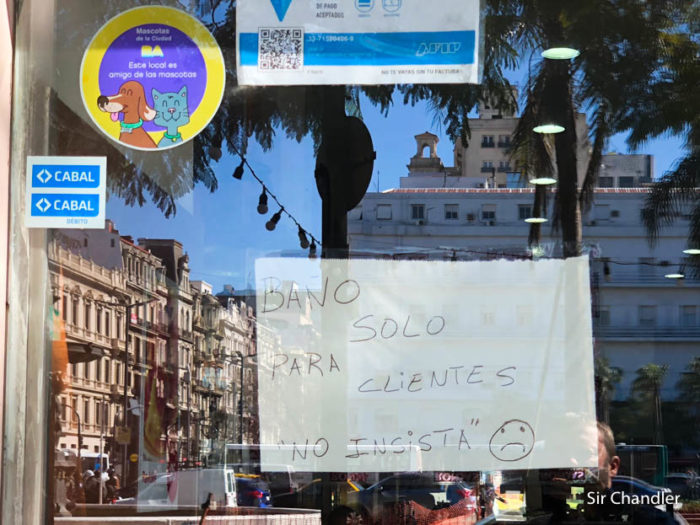 Mascotas
de la Ciudad
BA
Este local es
amigo de las mascotas
DE PAGO
ACEPTADOS
AFIP
NO TE VAYAS SIN TU FACTURA
CABAL
CABAL
DÉBITO
BAÑO
SOLO
PARA
CLIENTES
"NO INSISTA"
Sir Chandler